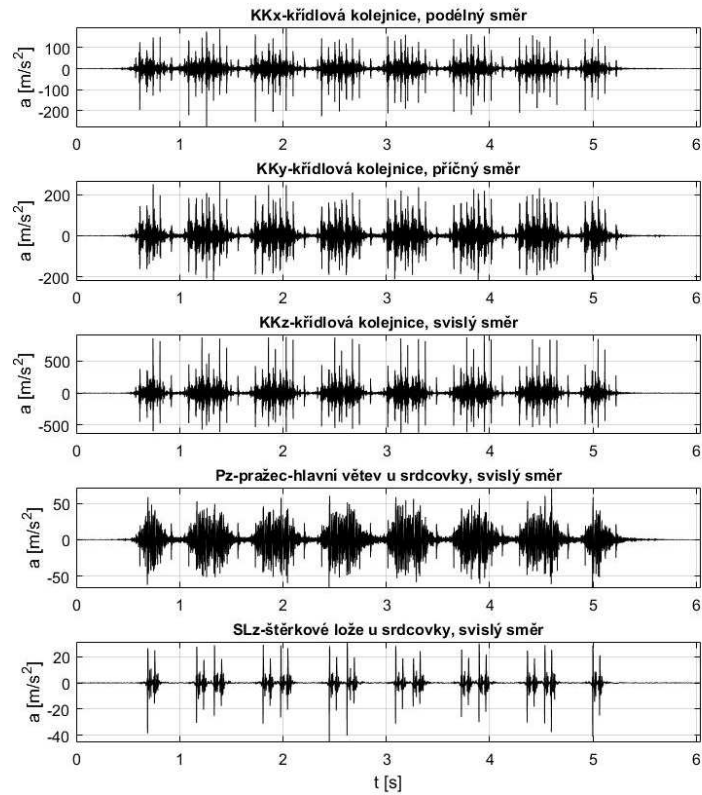 KKx-křídlová kolejnice, podélný směr
a [m/s²]
100
0
-100
-200
0 1 2 3 4 5 6
KKy-křídlová kolejnice, příčný směr
a [m/s²]
200
0
-200
0 1 2 3 4 5 6
KKz-křídlová kolejnice, svislý směr
a [m/s²]
500
0
-500
0 1 2 3 4 5 6
Pz-pražec-hlavní větev u srdcovky, svislý směr
a [m/s²]
50
0
-50
0 1 2 3 4 5 6
SLz-štěrkové lože u srdcovky, svislý směr
a [m/s²]
20
0
-20
-40
0 1 2 3 4 5 6
t [s]